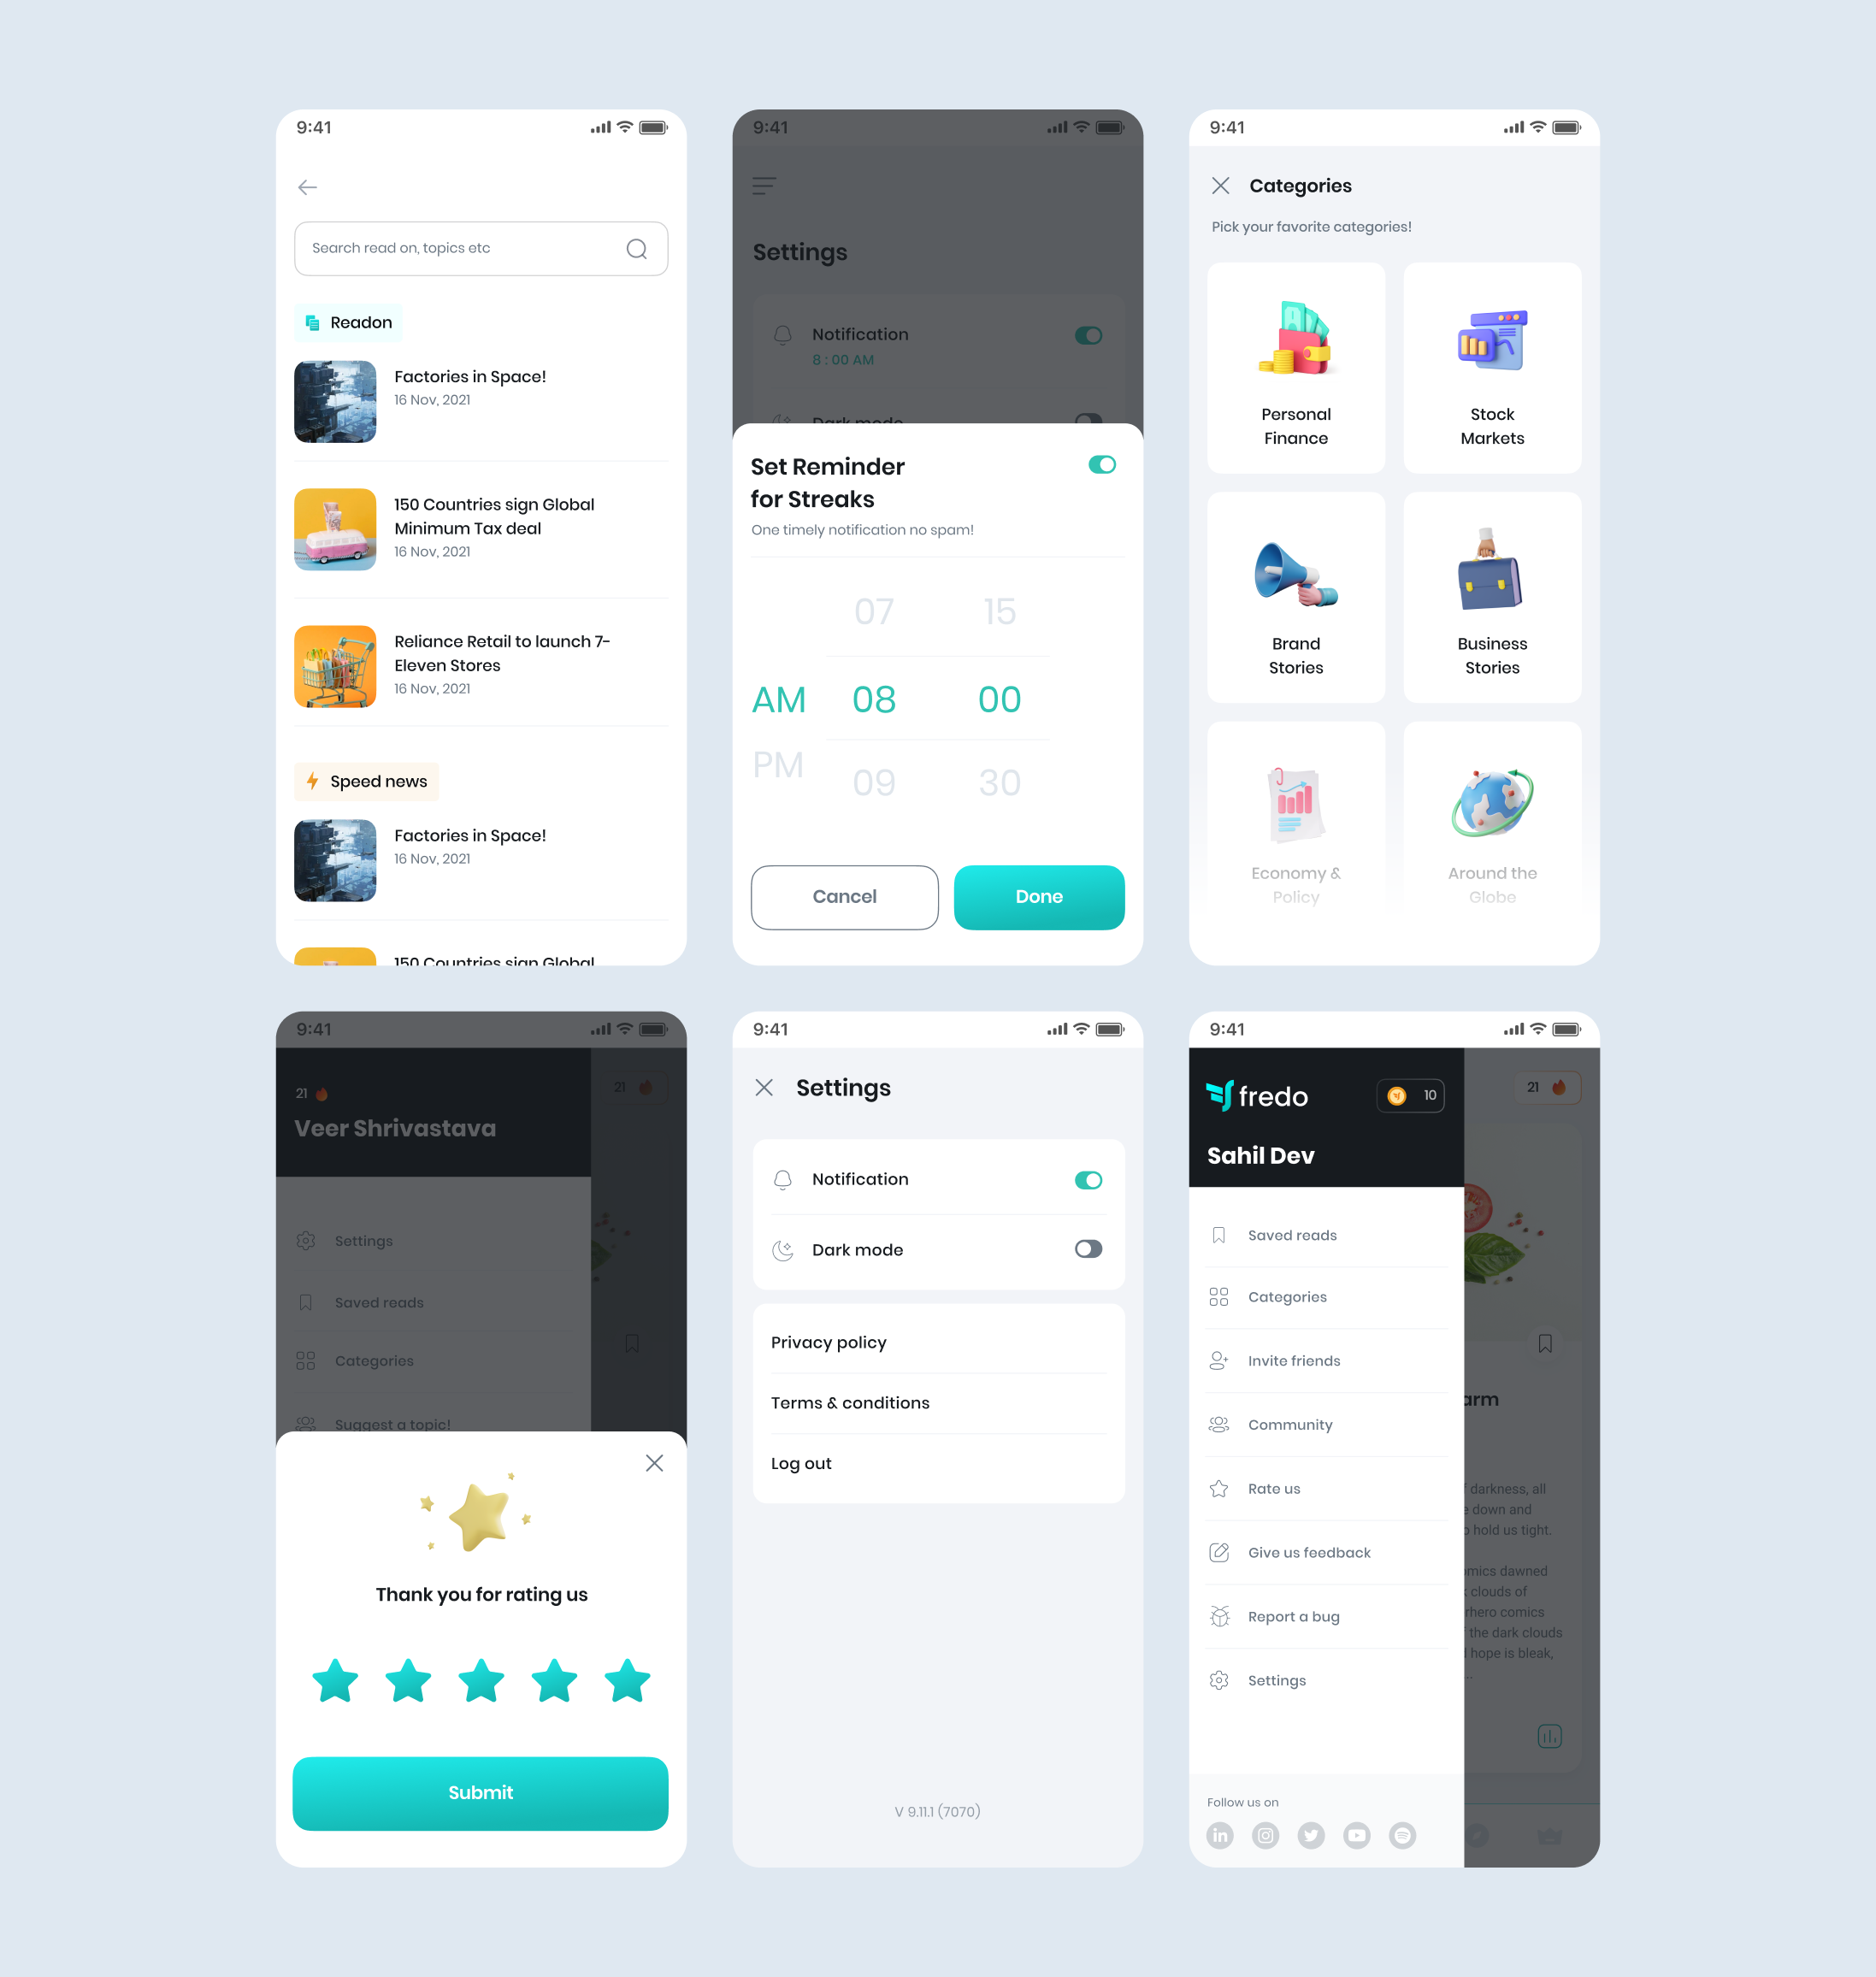 9:41
Search read on, topics etc
Readon
Factories in Space!
16 Nov, 2021
150 Countries sign Global
Minimum Tax deal
16 Nov, 2021
Reliance Retail to launch 7-
Eleven Stores
16 Nov, 2021
Speed news
Factories in Space!
16 Nov, 2021
150 Countries sign Global
9:41
Settings
Notification
8 : 00 AM
Dark mode
Set Reminder
for Streaks
One timely notification no spam!
07 15
AM 08 00
PM
09 30
Cancel Done
9:41
Categories
Pick your favorite categories!
Personal
Finance
Stock
Markets
Brand
Stories
Business
Stories
Economy &
Policy
Around the
Globe
9:41
21
21
Veer Shrivastava
Settings
Saved reads
Categories
Suggest a topic!
Thank you for rating us
Submit
9:41
Settings
Notification
Dark mode
Privacy policy
Terms & conditions
Log out
V 9.11.1 (7070)
9:41
fredo
10
21
Sahil Dev
Saved reads
Categories
Invite friends
Community
Rate us
Give us feedback
Report a bug
Settings
Follow us on
in
darkness, all
down and
hold us tight.
dawned
clouds of
comics
the dark clouds
hope is bleak,
..